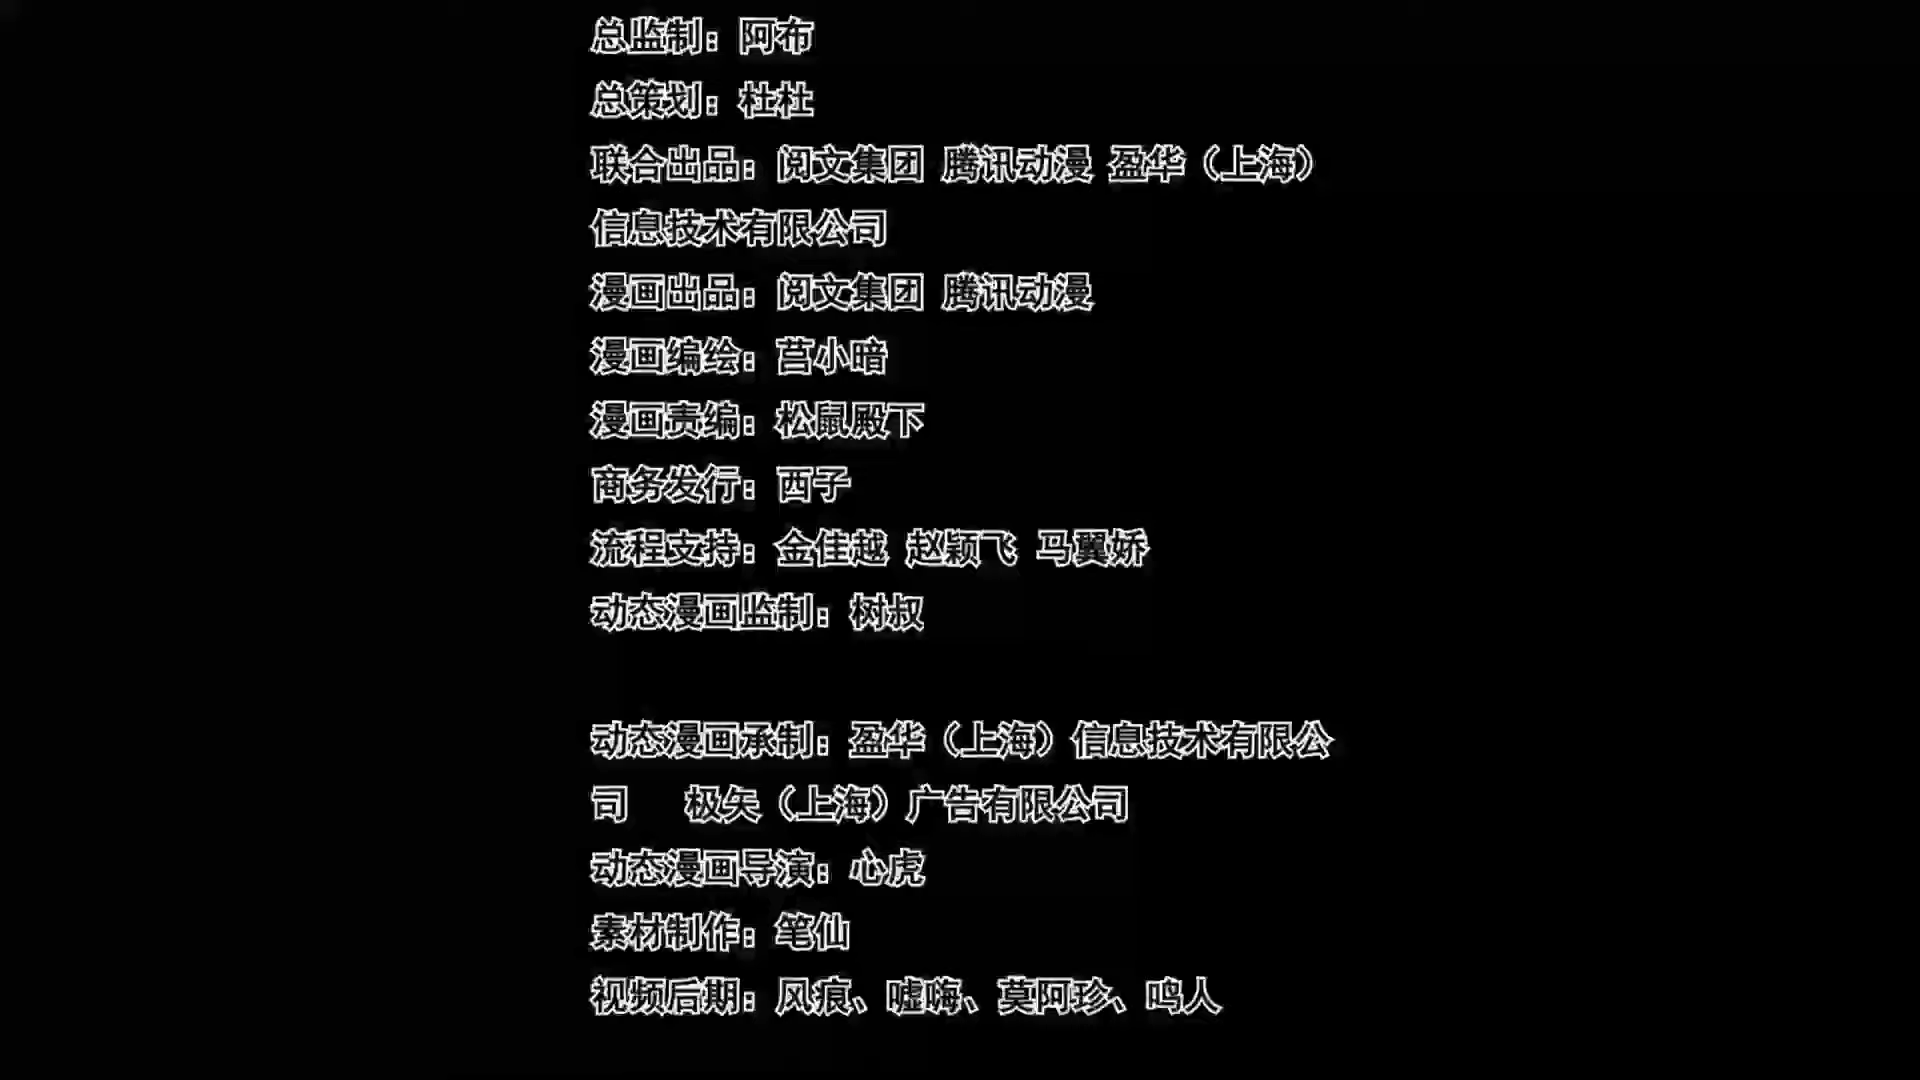 总监制：阿布
总策划：杜杜
联合出品：阅文集团 腾讯动漫 盈华（上海）
信息技术有限公司
漫画出品：阅文集团 腾讯动漫
漫画编绘：莒小暗
漫画责编：松鼠殿下
商务发行：西子
流程支持：金佳越 赵颖飞 马翼娇
动态漫画监制：树叔
动态漫画承制：盈华（上海）信息技术有限公
司 极矢（上海）广告有限公司
动态漫画导演：心虎
素材制作：笔仙
视频后期：风痕、嘘嗨、莫阿珍、鸣人